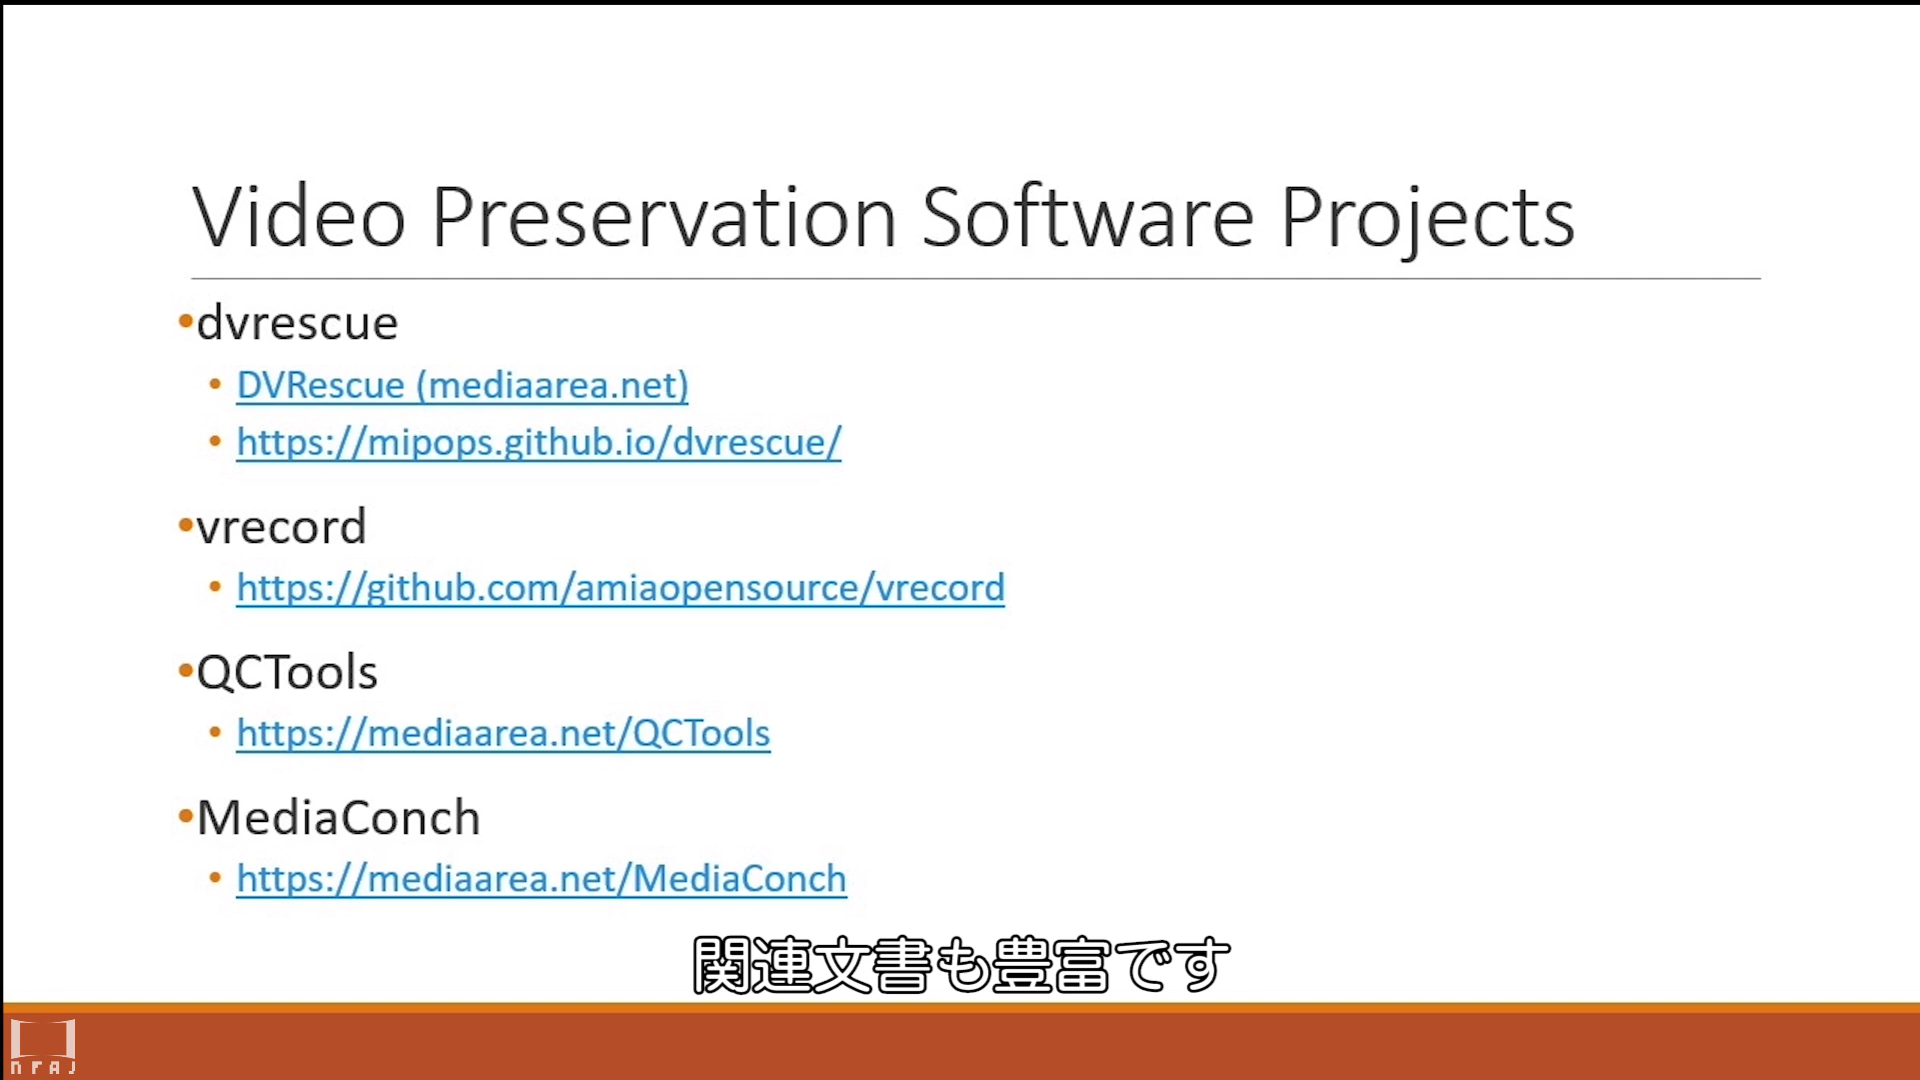 Video Preservation Software Projects
•dvrescue
• DVRescue (mediaarea.net)
• https://mipops.github.io/dvrescue/
•vrecord
• https://github.com/amiaopensource/vrecord
•QCTools
• https://mediaarea.net/QCTools
•MediaConch
• https://mediaarea.net/MediaConch
関連文書も豊富です
NFAJ